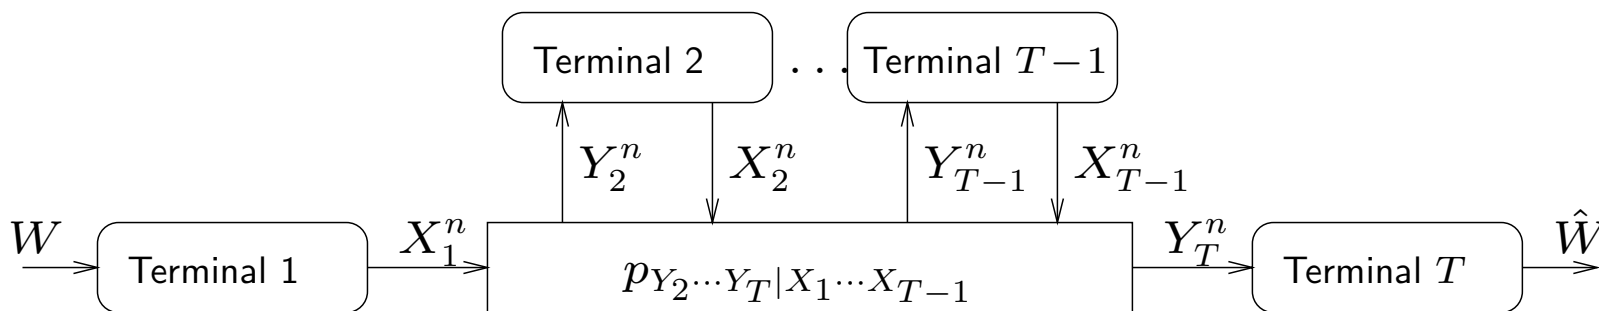 Terminal 2 ... Terminal T−1
Y_2^n X_2^n Y_{T−1}^n X_{T−1}^n
W Terminal 1 X_1^n p_{Y_2⋯Y_T|X_1⋯X_{T−1}} Y_T^n Terminal T Ŵ